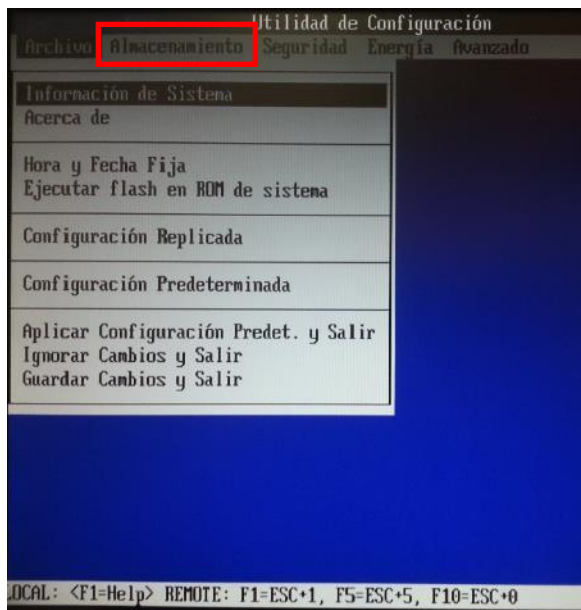 Utilidad de Configuración
Archivo Almacenamiento Seguridad Energía Avanzado
Información de Sistema
Acerca de
Hora y Fecha Fija
Ejecutar flash en ROM de sistema
Configuración Replicada
Configuración Predeterminada
Aplicar Configuración Predet. y Salir
Ignorar Cambios y Salir
Guardar Cambios y Salir
LOCAL: <F1=Help> REMOTE: F1=ESC+1, F5=ESC+5, F10=ESC+0